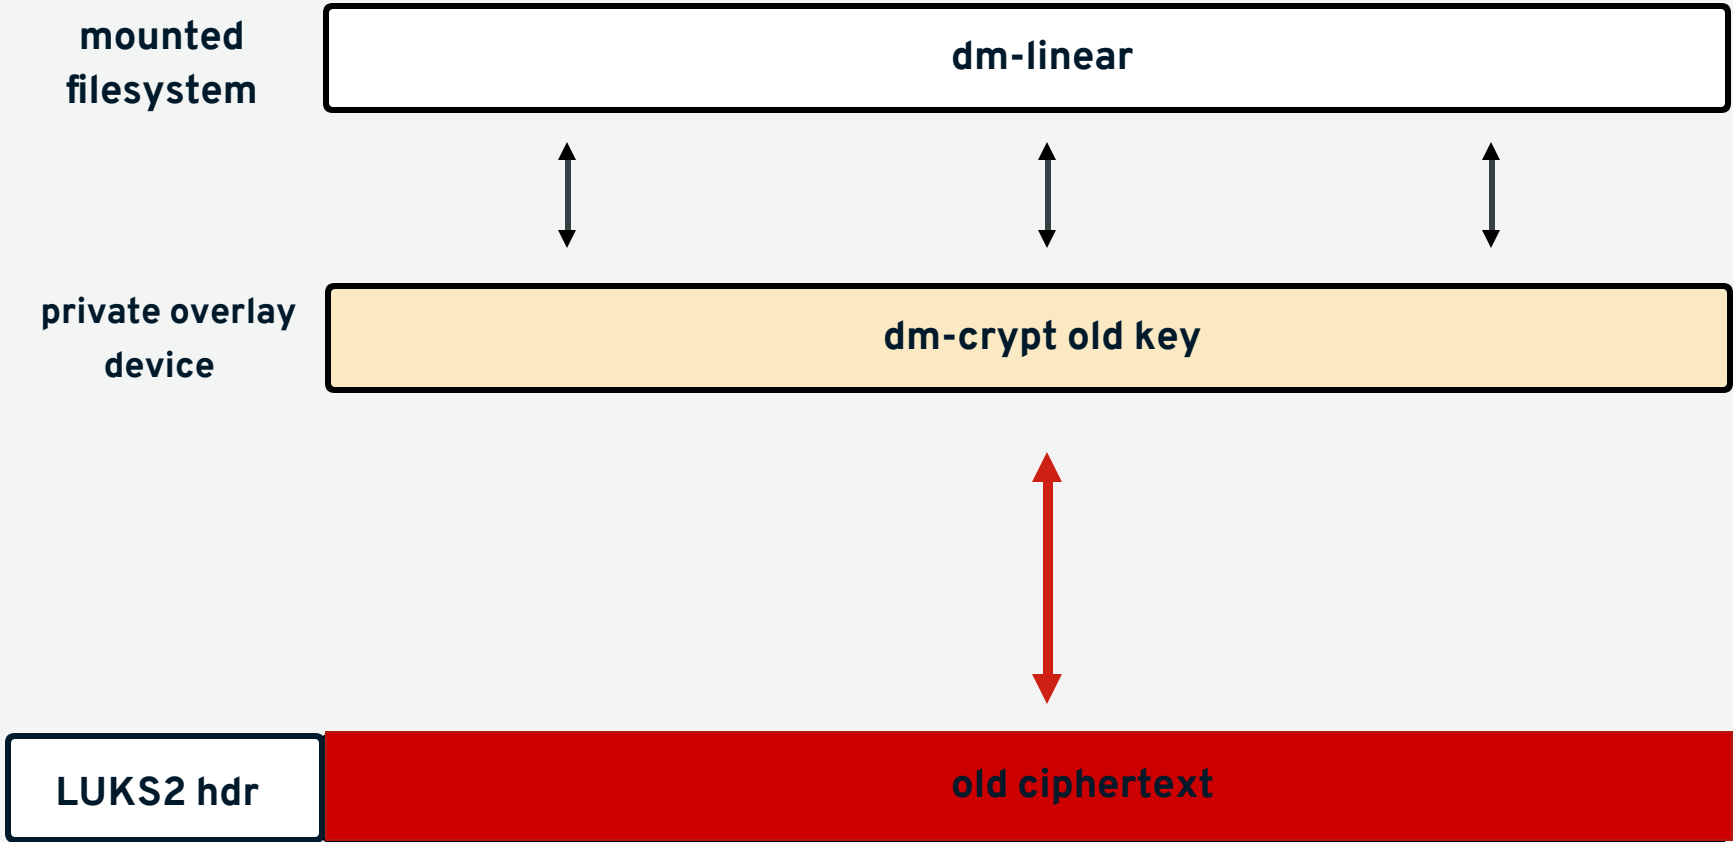 mounted
filesystem
dm-linear
private overlay
device
dm-crypt old key
LUKS2 hdr
old ciphertext